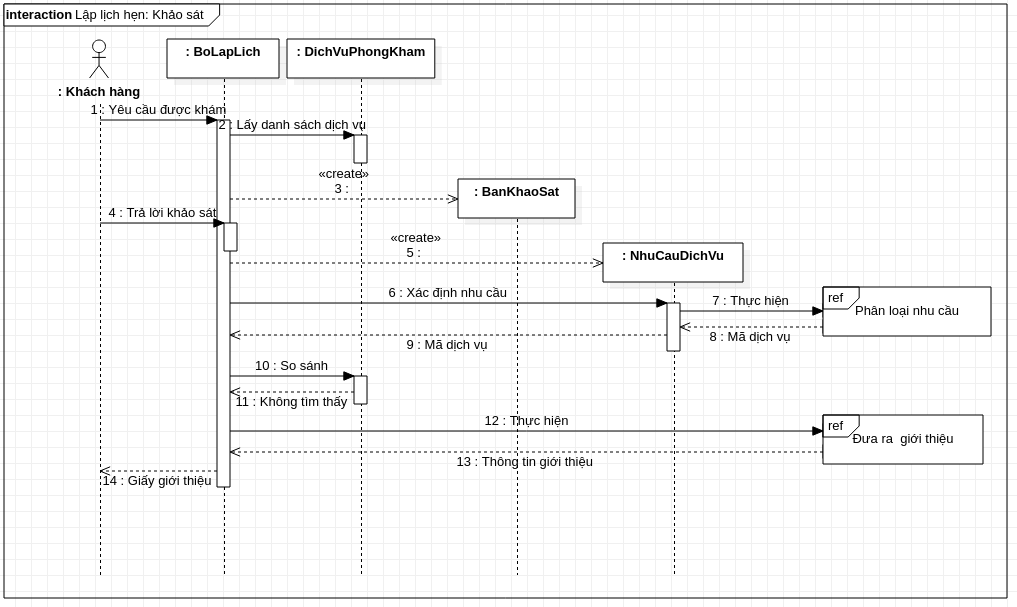 interaction Lập lịch hẹn: Khảo sát
: BoLapLich
: DichVuPhongKham
: Khách hàng
1 : Yêu cầu được khám
2 : Lấy danh sách dịch vụ
«create»
3 :
: BanKhaoSat
4 : Trả lời khảo sát
«create»
5 :
: NhuCauDichVu
6 : Xác định nhu cầu
7 : Thực hiện
ref
Phân loại nhu cầu
8 : Mã dịch vụ
9 : Mã dịch vụ
10 : So sánh
11 : Không tìm thấy
12 : Thực hiện
ref
Đưa ra  giới thiệu
13 : Thông tin giới thiệu
14 : Giấy giới thiệu